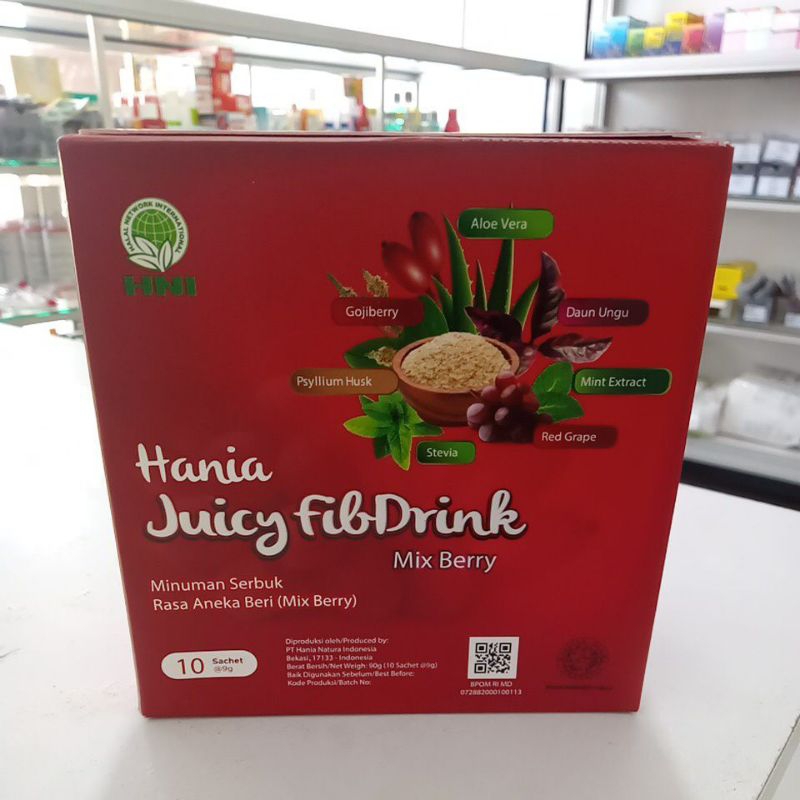 HALAL NETWORK INTERNATIONAL
HNI
Aloe Vera
Gojiberry
Daun Ungu
Psyllium Husk
Mint Extract
Red Grape
Stevia
Hania
Juicy FibDrink
Mix Berry
Minuman Serbuk
Rasa Aneka Beri (Mix Berry)
10 Sachet
@9g
Diproduksi oleh/Produced by:
PT Hania Natura Indonesia
Bekasi, 17133 - Indonesia
Berat Bersih/Net Weigh: 90g (10 Sachet @9g)
Baik Digunakan Sebelum/Best Before:
Kode Produksi/Batch No:
BPOM RI MD
072882000100113